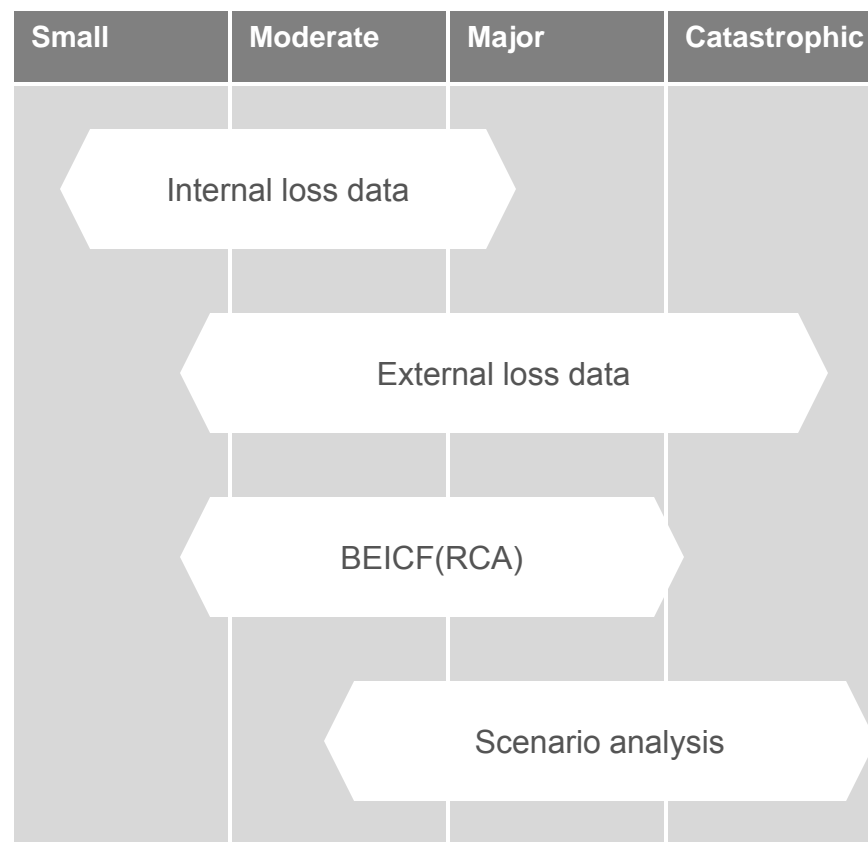 Small Moderate Major Catastrophic
Internal loss data
External loss data
BEICF(RCA)
Scenario analysis